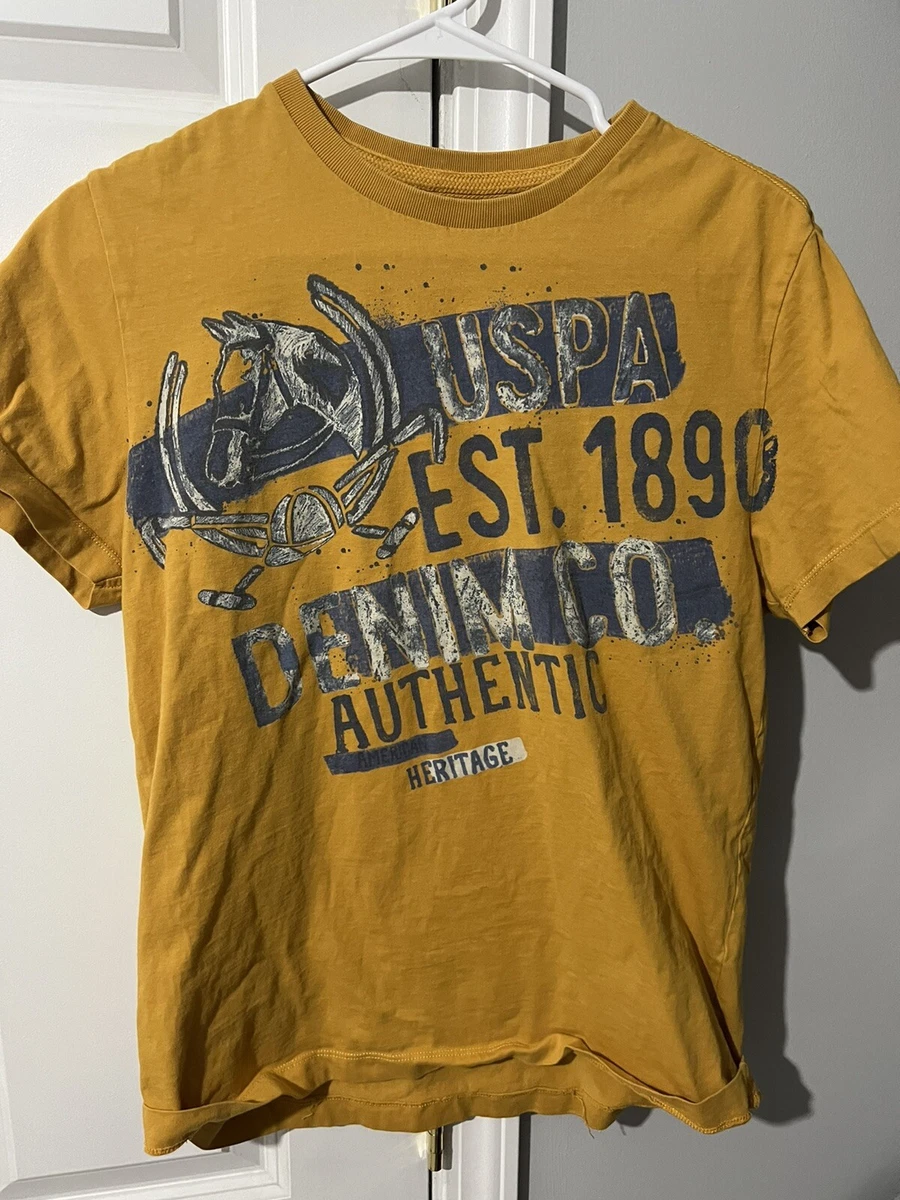 USPA
EST. 1890
DENIM CO.
AUTHENTIC
AMERICAN
HERITAGE